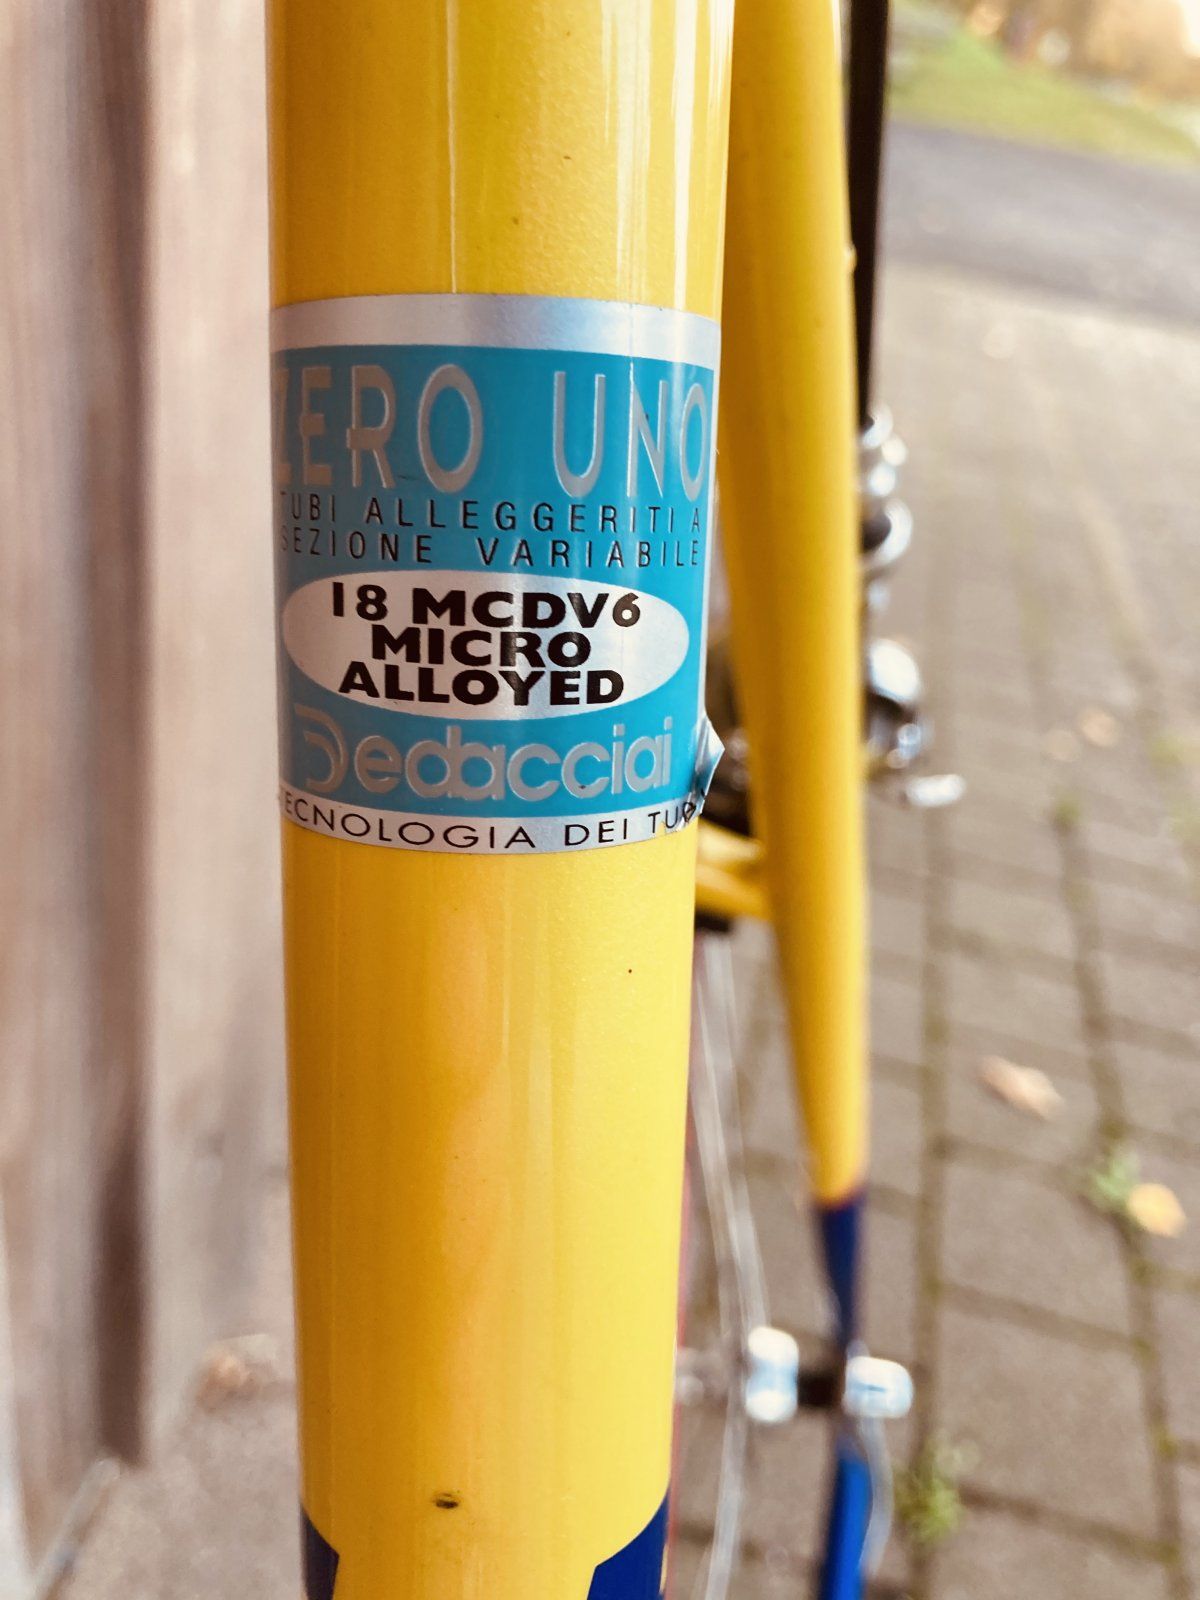 ZERO UNO
TUBI ALLEGGERITI A
SEZIONE VARIABILE
18 MCDV6
MICRO
ALLOYED
Dedacciai
TECNOLOGIA DEI